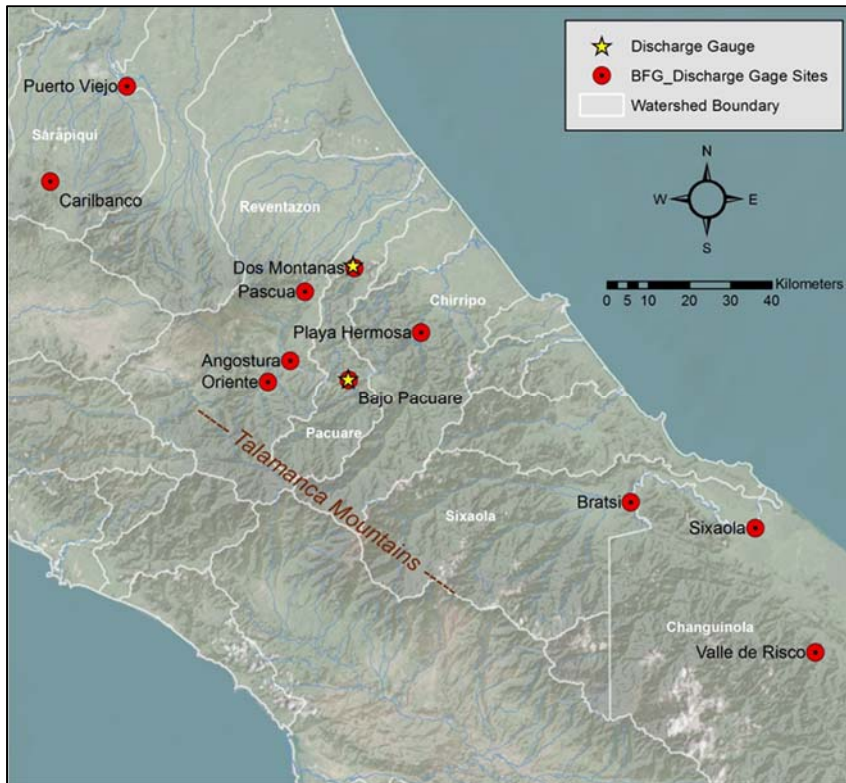 Discharge Gauge
BFG_Discharge Gage Sites
Watershed Boundary
Puerto Viejo
Sarapiqui
Carilbanco
N
W
E
S
Reventazon
Kilometers
0 5 10 20 30 40
Dos Montanas
Pascua
Chirripo
Playa Hermosa
Angostura
Oriente
Bajo Pacuare
Pacuare
Talamanca Mountains
Sixaola
Bratsi
Sixaola
Changuinola
Valle de Risco